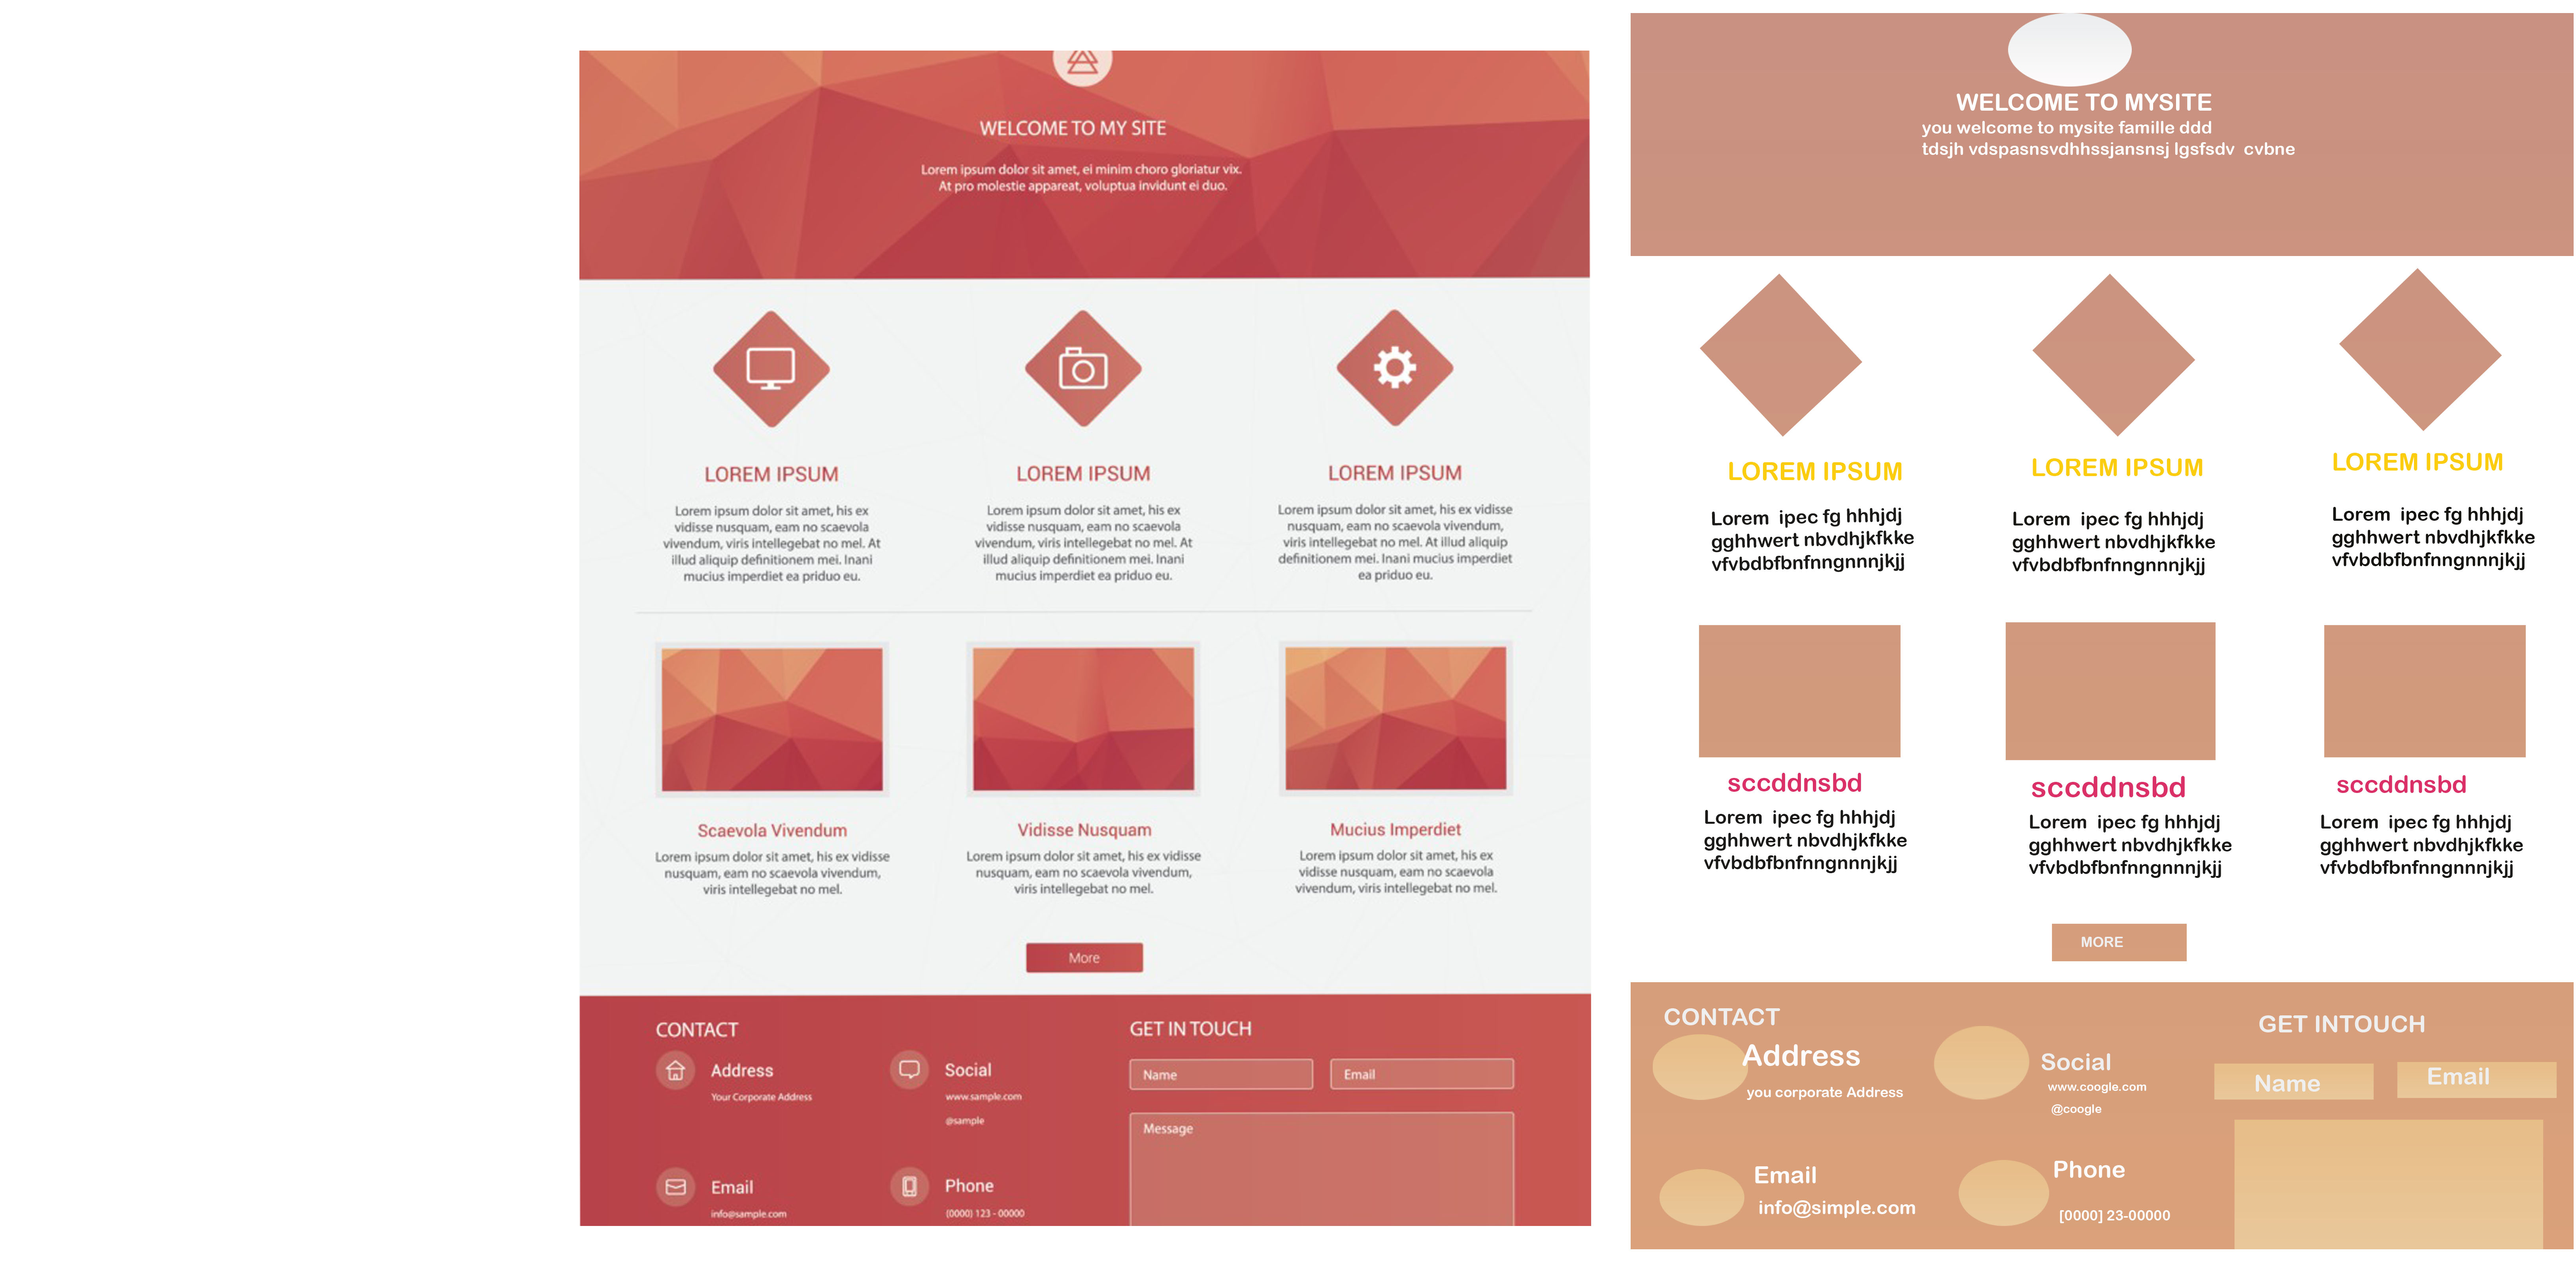 WELCOME TO MY SITE
Lorem ipsum dolor sit amet, ei minim choro gloriatur vix.
At pro molestie appareat, voluptua invidunt ei duo.
LOREM IPSUM
Lorem ipsum dolor sit amet, his ex
vidisse nusquam, eam no scaevola
vivendum, viris intellegebat no mel. At
illud aliquip definitionem mei. Inani
mucius imperdiet ea priduo eu.
LOREM IPSUM
Lorem ipsum dolor sit amet, his ex
vidisse nusquam, eam no scaevola
vivendum, viris intellegebat no mel. At
illud aliquip definitionem mei. Inani
mucius imperdiet ea priduo eu.
LOREM IPSUM
Lorem ipsum dolor sit amet, his ex vidisse
nusquam, eam no scaevola vivendum,
viris intellegebat no mel. At illud aliquip
definitionem mei. Inani mucius imperdiet
ea priduo eu.
Scaevola Vivendum
Lorem ipsum dolor sit amet, his ex vidisse
nusquam, eam no scaevola vivendum,
viris intellegebat no mel.
Vidisse Nusquam
Lorem ipsum dolor sit amet, his ex vidisse
nusquam, eam no scaevola vivendum,
viris intellegebat no mel.
Mucius Imperdiet
Lorem ipsum dolor sit amet, his ex
vidisse nusquam, eam no scaevola
vivendum, viris intellegebat no mel.
More
CONTACT
Address
Your Corporate Address
Social
www.sample.com
@sample
Email
info@sample.com
Phone
(0000) 123 - 00000
GET IN TOUCH
Name
Email
Message
WELCOME TO MYSITE
you welcome to mysite famille ddd
tdsjh vdspasnsvdhhssjansnsj lgsfsdv cvbne
LOREM IPSUM
Lorem ipec fg hhhjdj
gghhwert nbvdhjkfkke
vfvbdbfbnfnngnnnjkjj
LOREM IPSUM
Lorem ipec fg hhhjdj
gghhwert nbvdhjkfkke
vfvbdbfbnfnngnnnjkjj
LOREM IPSUM
Lorem ipec fg hhhjdj
gghhwert nbvdhjkfkke
vfvbdbfbnfnngnnnjkjj
sccddnsbd
Lorem ipec fg hhhjdj
gghhwert nbvdhjkfkke
vfvbdbfbnfnngnnnjkjj
sccddnsbd
Lorem ipec fg hhhjdj
gghhwert nbvdhjkfkke
vfvbdbfbnfnngnnnjkjj
sccddnsbd
Lorem ipec fg hhhjdj
gghhwert nbvdhjkfkke
vfvbdbfbnfnngnnnjkjj
MORE
CONTACT
Address
you corporate Address
Social
www.coogle.com
@coogle
Email
info@simple.com
Phone
[0000] 23-00000
GET INTOUCH
Name
Email